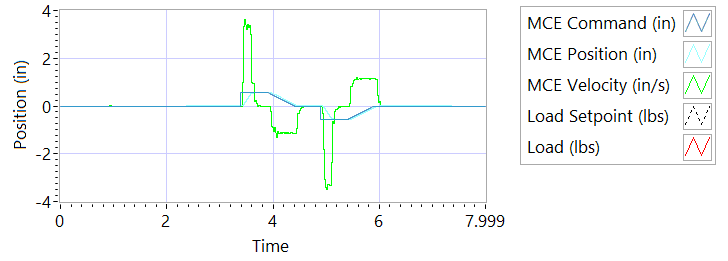 4
2
0
-2
-4
Position (in)
0
2
4
6
7.999
Time
MCE Command (in)
MCE Position (in)
MCE Velocity (in/s)
Load Setpoint (lbs)
Load (lbs)